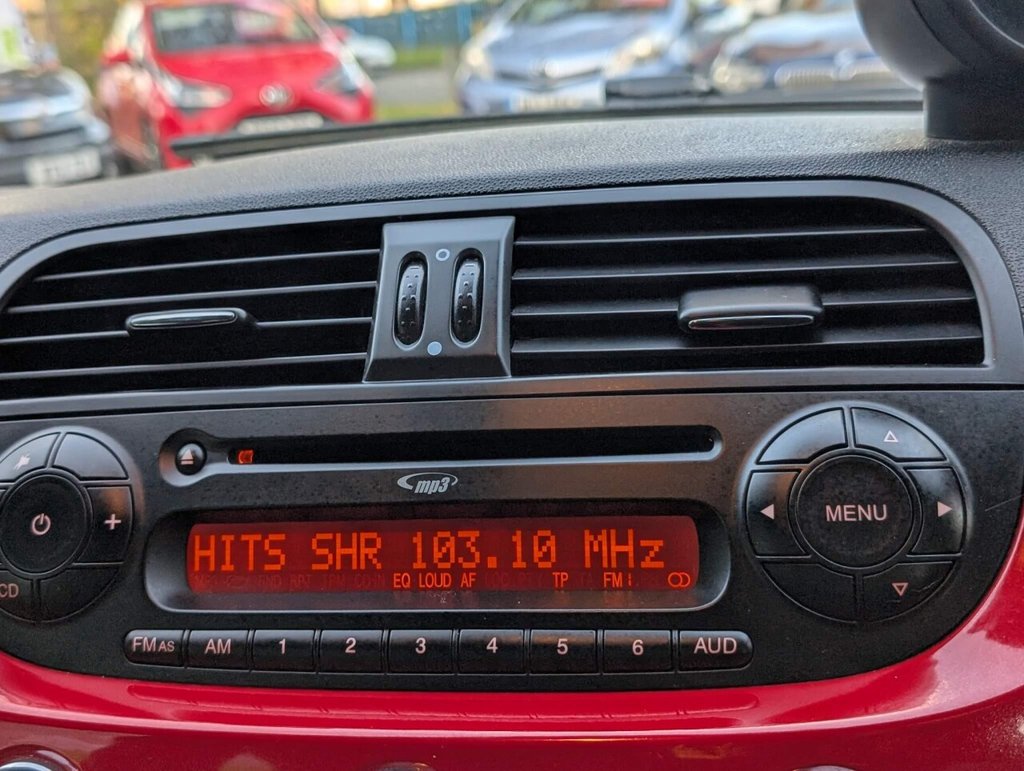 mp3
HITS SHR 103.10 MHz
EQ LOUD AF TP FM1
MENU
CD
FM AS AM 1 2 3 4 5 6 AUD